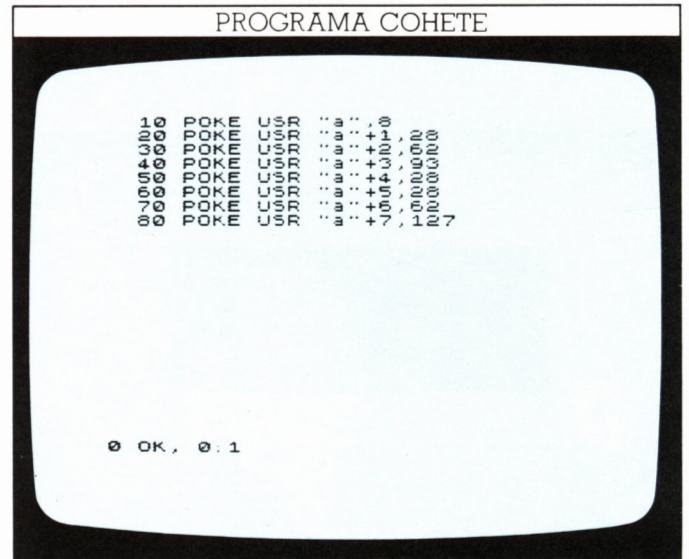 PROGRAMA COHETE
10 POKE USR "a",8
20 POKE USR "a"+1,28
30 POKE USR "a"+2,62
40 POKE USR "a"+3,93
50 POKE USR "a"+4,28
60 POKE USR "a"+5,28
70 POKE USR "a"+6,62
80 POKE USR "a"+7,127
0 OK, 0:1